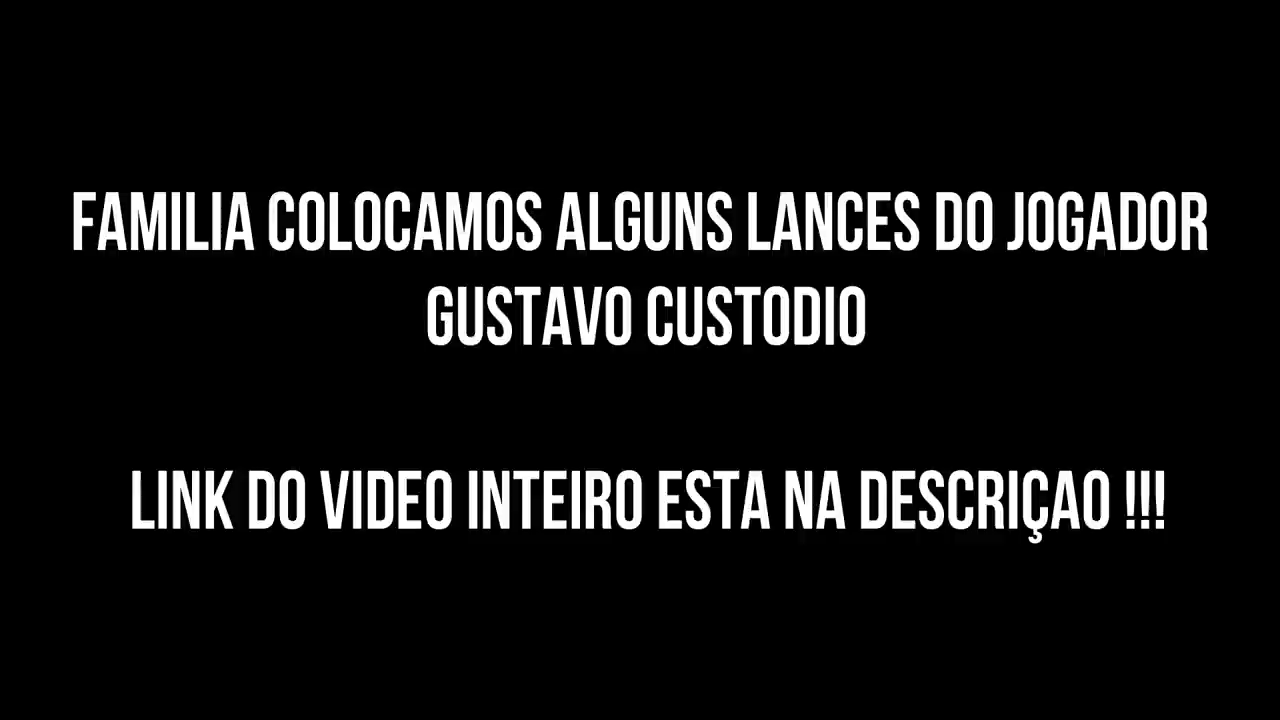 FAMILIA COLOCAMOS ALGUNS LANCES DO JOGADOR
GUSTAVO CUSTODIO
LINK DO VIDEO INTEIRO ESTA NA DESCRIÇAO !!!